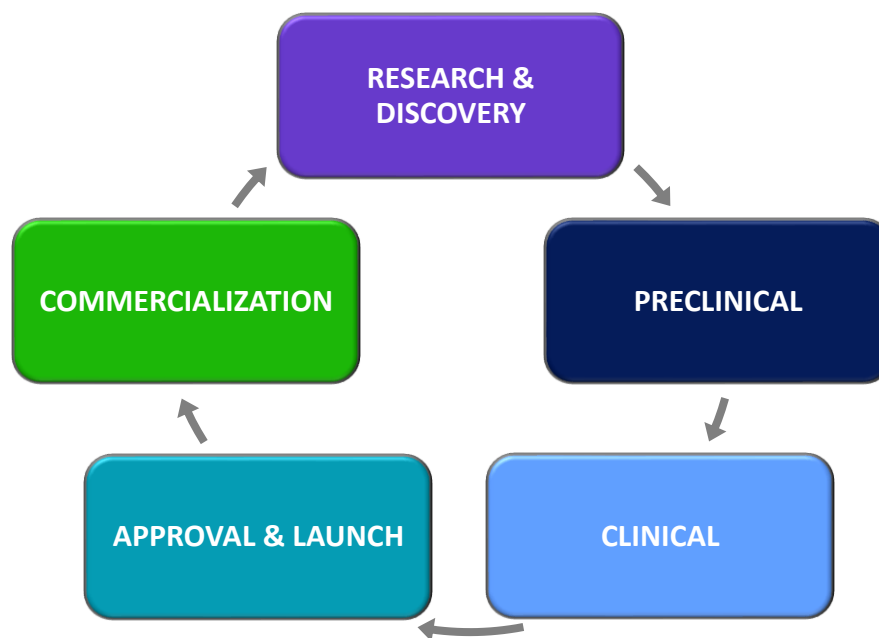 RESEARCH &
DISCOVERY
PRECLINICAL
CLINICAL
APPROVAL & LAUNCH
COMMERCIALIZATION